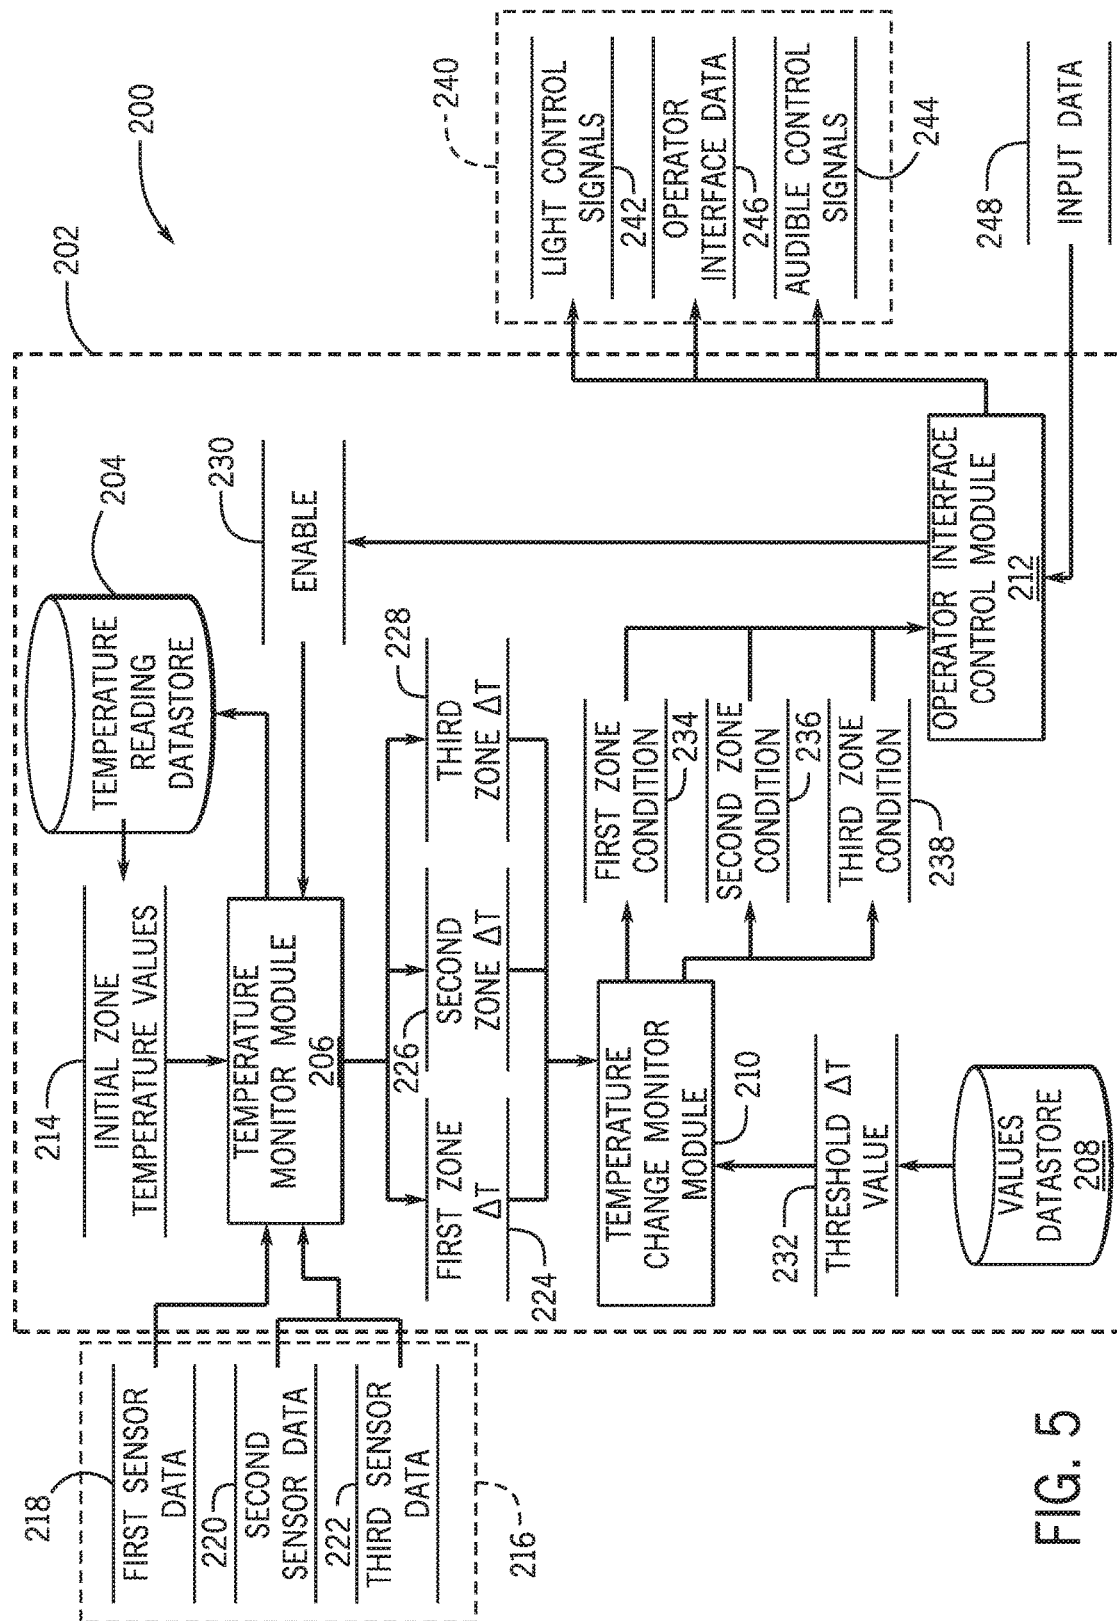 200
202
218
FIRST SENSOR
DATA
220
SECOND
SENSOR DATA
222
THIRD SENSOR
DATA
216
214
INITIAL ZONE
TEMPERATURE VALUES
TEMPERATURE
READING
DATASTORE
204
TEMPERATURE
MONITOR MODULE
206
230
ENABLE
FIRST ZONE
ΔT
224
226
SECOND
ZONE ΔT
228
THIRD
ZONE ΔT
TEMPERATURE
CHANGE MONITOR
MODULE
210
232
THRESHOLD ΔT
VALUE
VALUES
DATASTORE
208
FIRST ZONE
CONDITION
234
SECOND ZONE
CONDITION
236
THIRD ZONE
CONDITION
238
OPERATOR INTERFACE
CONTROL MODULE
212
240
LIGHT CONTROL
SIGNALS
242
OPERATOR
INTERFACE DATA
246
AUDIBLE CONTROL
SIGNALS
244
248
INPUT DATA
FIG. 5